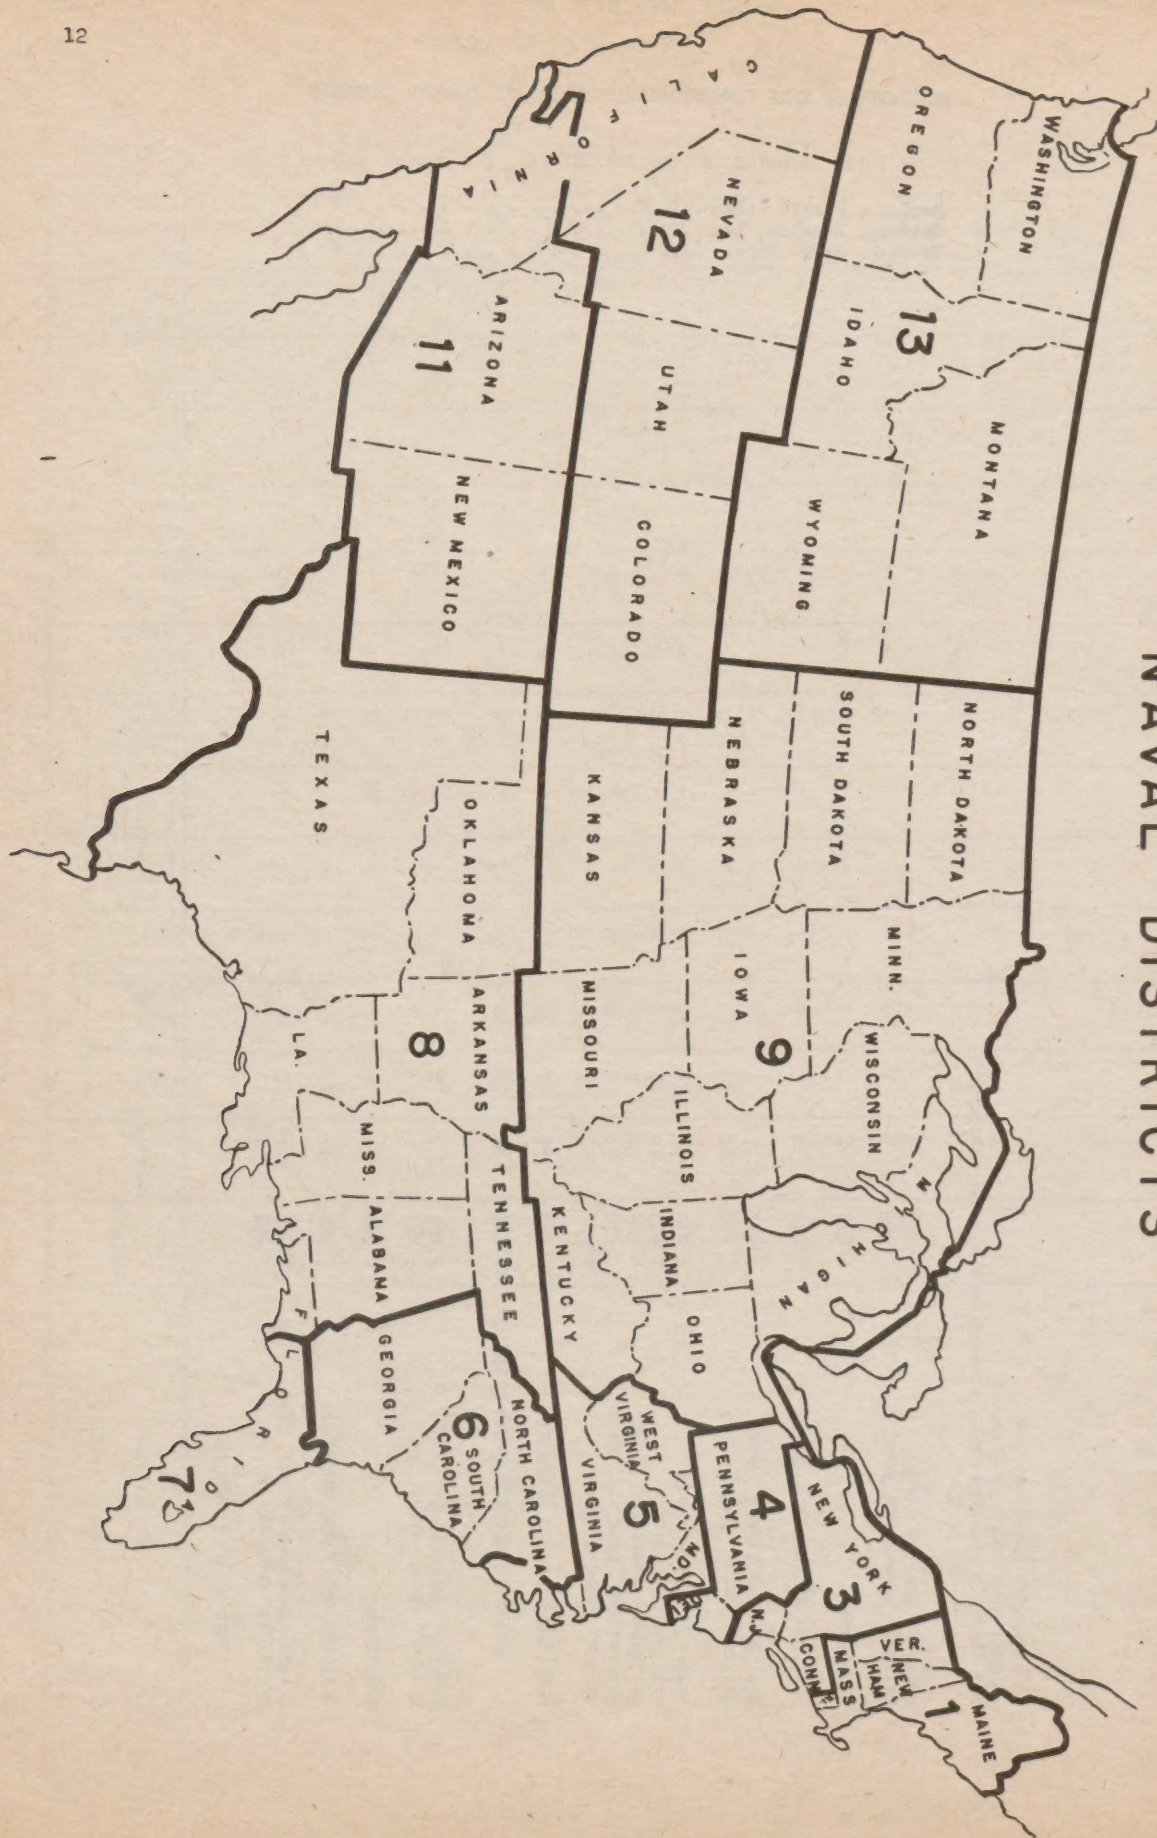 12
NAVAL DISTRICTS
WASHINGTON
OREGON
CALIFORNIA
NEVADA
12
IDAHO
13
MONTANA
WYOMING
UTAH
COLORADO
ARIZONA
11
NEW MEXICO
NORTH DAKOTA
SOUTH DAKOTA
NEBRASKA
KANSAS
TEXAS
OKLAHOMA
MINN.
IOWA
9
MISSOURI
ARKANSAS
8
LA.
WISCONSIN
ILLINOIS
MICHIGAN
INDIANA
OHIO
KENTUCKY
TENNESSEE
MISS.
ALABAMA
GEORGIA
FLORIDA
7
6
SOUTH
CAROLINA
NORTH CAROLINA
WEST
VIRGINIA
VIRGINIA
5
MD.
PENNSYLVANIA
4
NEW YORK
3
N.J.
CONN
MASS
VER.
NEW
HAM
1
MAINE